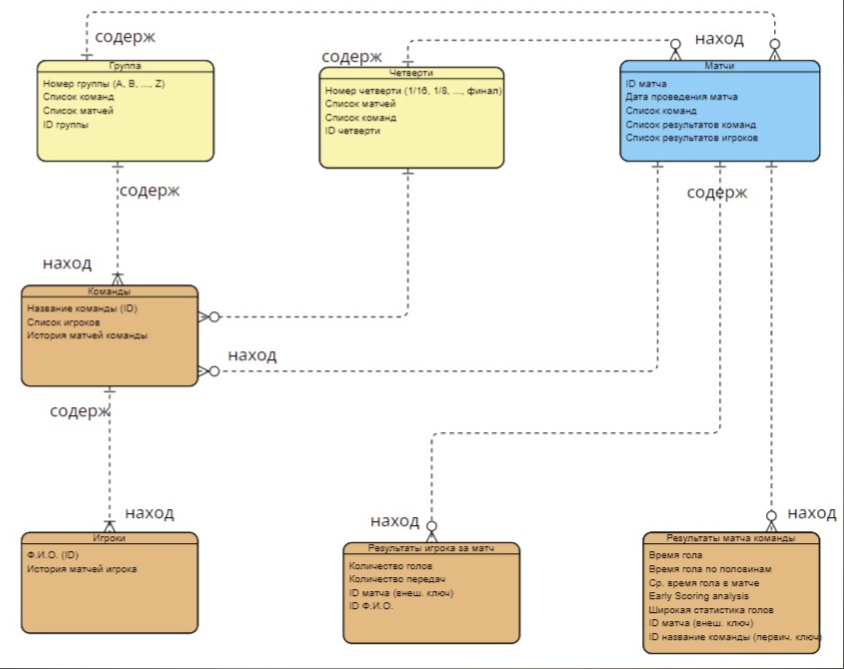 содерж
наход
содерж
Группа
Номер группы (A, B, ..., Z)
Список команд
Список матчей
ID группы
Четверти
Номер четверти (1/16, 1/8, ..., финал)
Список матчей
Список команд
ID четверти
Матчи
ID матча
Дата проведения матча
Список команд
Список результатов команд
Список результатов игроков
содерж
содерж
наход
Команды
Название команды (ID)
Список игроков
История матчей команды
наход
содерж
наход
наход
наход
Игроки
Ф.И.О. (ID)
История матчей игрока
Результаты игрока за матч
Количество голов
Количество передач
ID матча (внеш. ключ)
ID Ф.И.О.
Результаты матча команды
Время гола
Время гола по половинам
Ср. время гола в матче
Early Scoring analysis
Широкая статистика голов
ID матча (внеш. ключ)
ID название команды (первич. ключ)